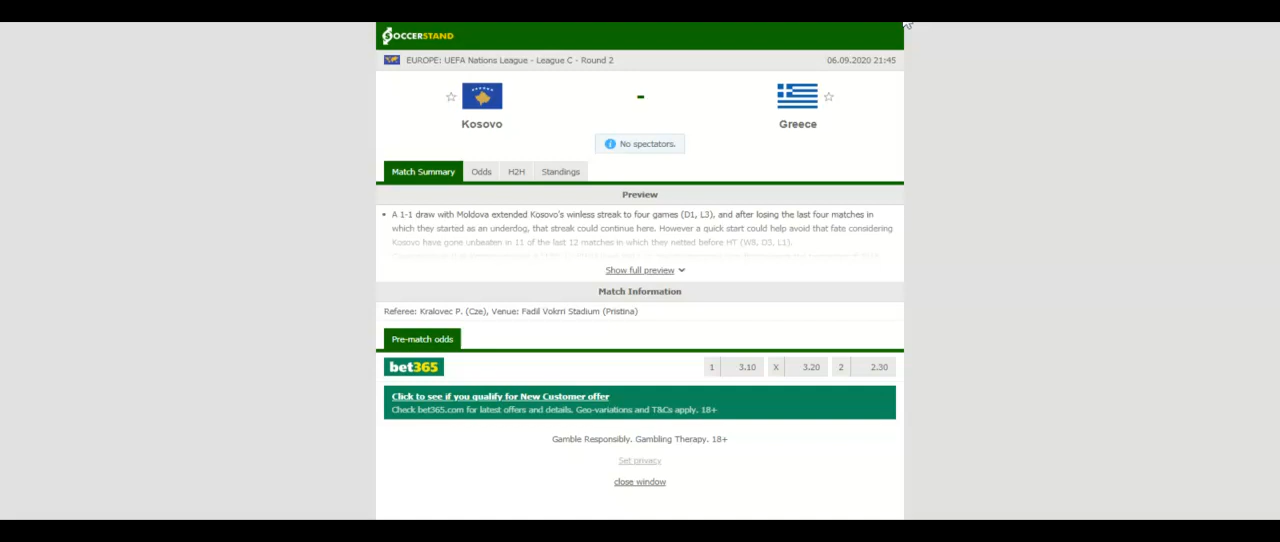 SOCCERSTAND
EUROPE: UEFA Nations League - League C - Round 2 06.09.2020 21:45
-
Kosovo Greece
No spectators.
Match Summary Odds H2H Standings
Preview
• A 1-1 draw with Moldova extended Kosovo's winless streak to four games (D1, L3), and after losing the last four matches in
which they started as an underdog, that streak could continue here. However a quick start could help avoid that fate considering
Kosovo have gone unbeaten in 11 of the last 12 matches in which they netted before HT (W8, D3, L1).
Show full preview
Match Information
Referee: Kralovec P. (Cze), Venue: Fadil Vokrri Stadium (Pristina)
Pre-match odds
bet365 1 3.10 X 3.20 2 2.30
Click to see if you qualify for New Customer offer
Check bet365.com for latest offers and details. Geo-variations and T&Cs apply. 18+
Gamble Responsibly. Gambling Therapy. 18+
Set privacy
close window